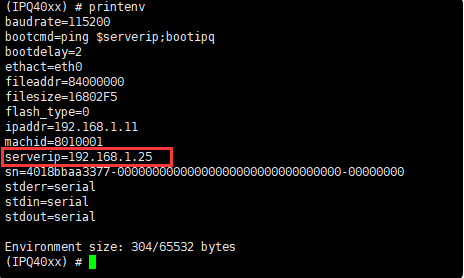 (IPQ40xx) # printenv
baudrate=115200
bootcmd=ping $serverip;bootipq
bootdelay=2
ethact=eth0
fileaddr=84000000
filesize=16802F5
flash_type=0
ipaddr=192.168.1.11
machid=8010001
serverip=192.168.1.25
sn=4018bbaa3377-00000000000000000000000000000000-00000000
stderr=serial
stdin=serial
stdout=serial
Environment size: 304/65532 bytes
(IPQ40xx) #